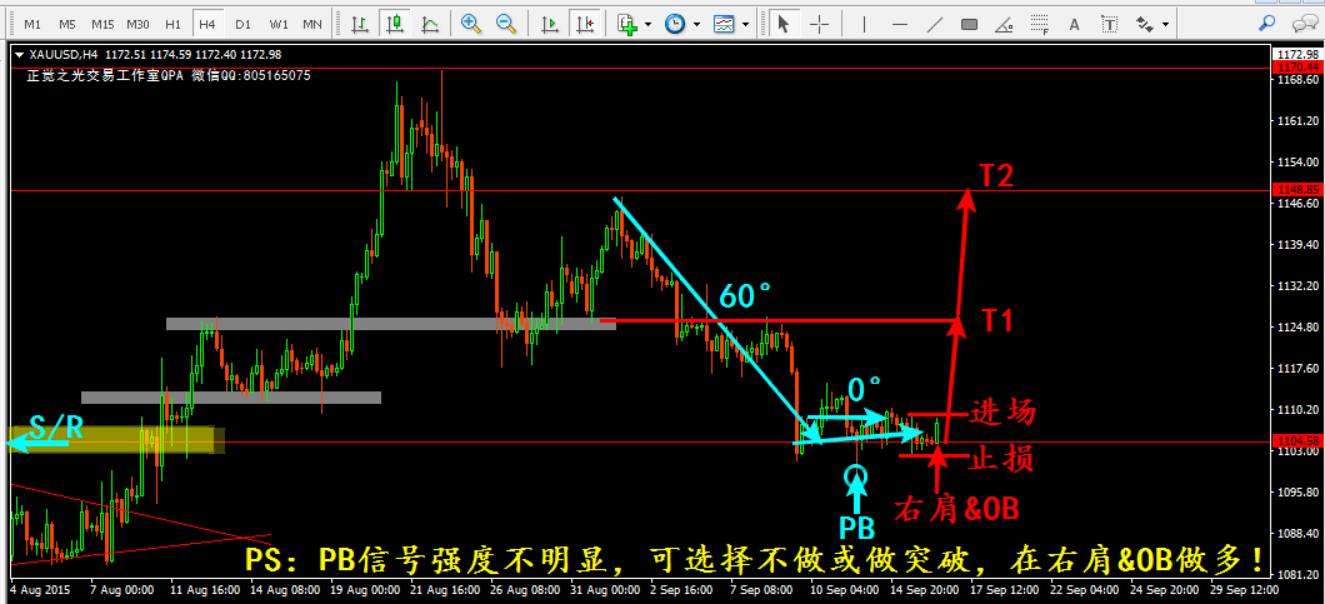 M1 M5 M15 M30 H1 H4 D1 W1 MN
XAUUSD,H4 1172.51 1174.59 1172.40 1172.98
正觉之光交易工作室QPA 微信QQ:805165075
1172.98
1170.44
1168.60
1161.20
1154.00
T2
1148.85
1146.60
1139.40
60°
1132.20
T1
1124.80
1117.60
0°
进场
1110.20
S/R
1104.58
1103.00
止损
1095.80
右肩&OB
PB
1088.40
PS: PB信号强度不明显，可选择不做或做突破，在右肩&OB做多！
1081.20
4 Aug 2015 7 Aug 00:00 11 Aug 16:00 14 Aug 08:00 19 Aug 00:00 21 Aug 16:00 26 Aug 08:00 31 Aug 00:00 2 Sep 16:00 7 Sep 08:00 10 Sep 04:00 14 Sep 20:00 17 Sep 12:00 22 Sep 04:00 24 Sep 20:00 29 Sep 12:00